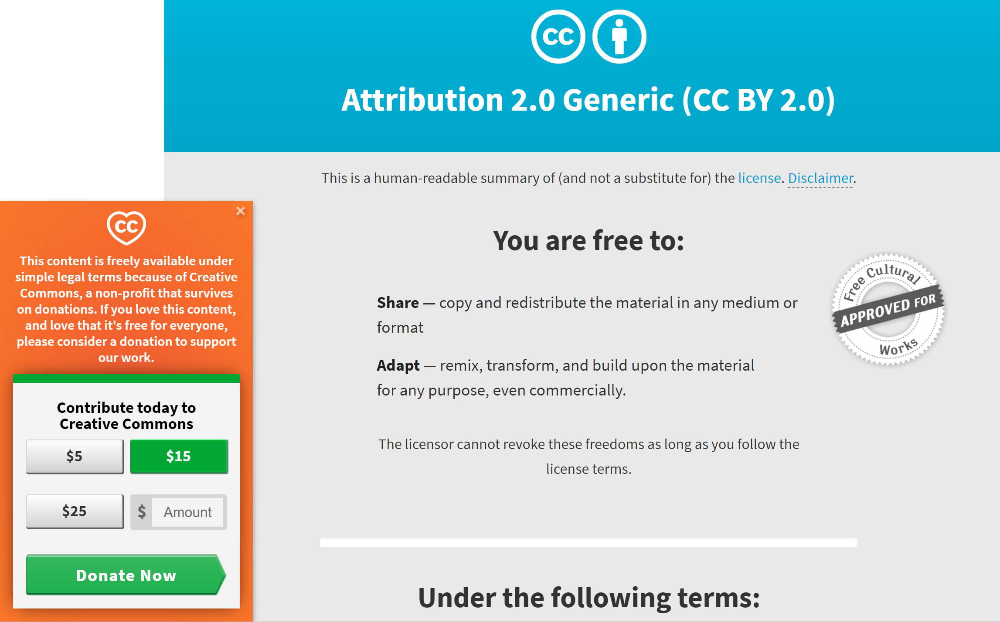 cc
Attribution 2.0 Generic (CC BY 2.0)
This is a human-readable summary of (and not a substitute for) the license. Disclaimer.
You are free to:
Share — copy and redistribute the material in any medium or
format
Adapt — remix, transform, and build upon the material
for any purpose, even commercially.
The licensor cannot revoke these freedoms as long as you follow the
license terms.
Free Cultural
APPROVED FOR
Works
Under the following terms:
×
cc
This content is freely available under
simple legal terms because of Creative
Commons, a non-profit that survives
on donations. If you love this content,
and love that it's free for everyone,
please consider a donation to support
our work.
Contribute today to
Creative Commons
$5
$15
$25
$ Amount
Donate Now